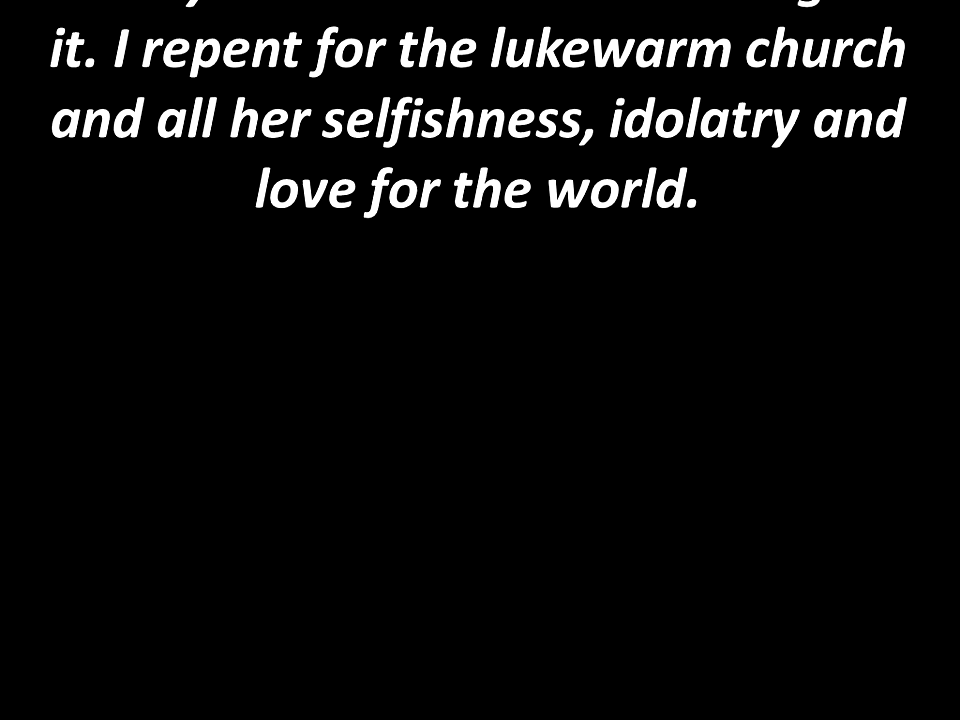 it. I repent for the lukewarm church
and all her selfishness, idolatry and
love for the world.